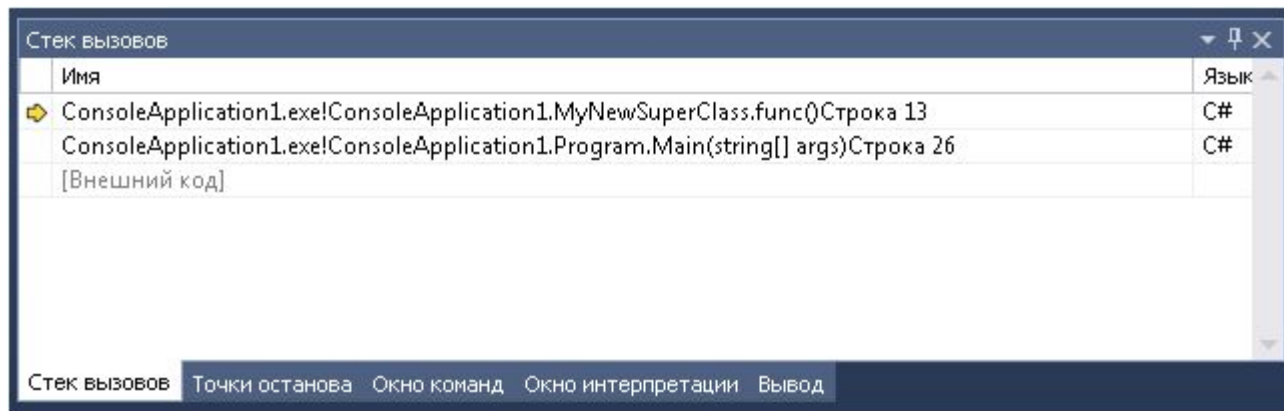 Стек вызовов
Имя Язык
ConsoleApplication1.exe!ConsoleApplication1.MyNewSuperClass.func()Строка 13 C#
ConsoleApplication1.exe!ConsoleApplication1.Program.Main(string[] args)Строка 26 C#
[Внешний код]
Стек вызовов Точки останова Окно команд Окно интерпретации Вывод